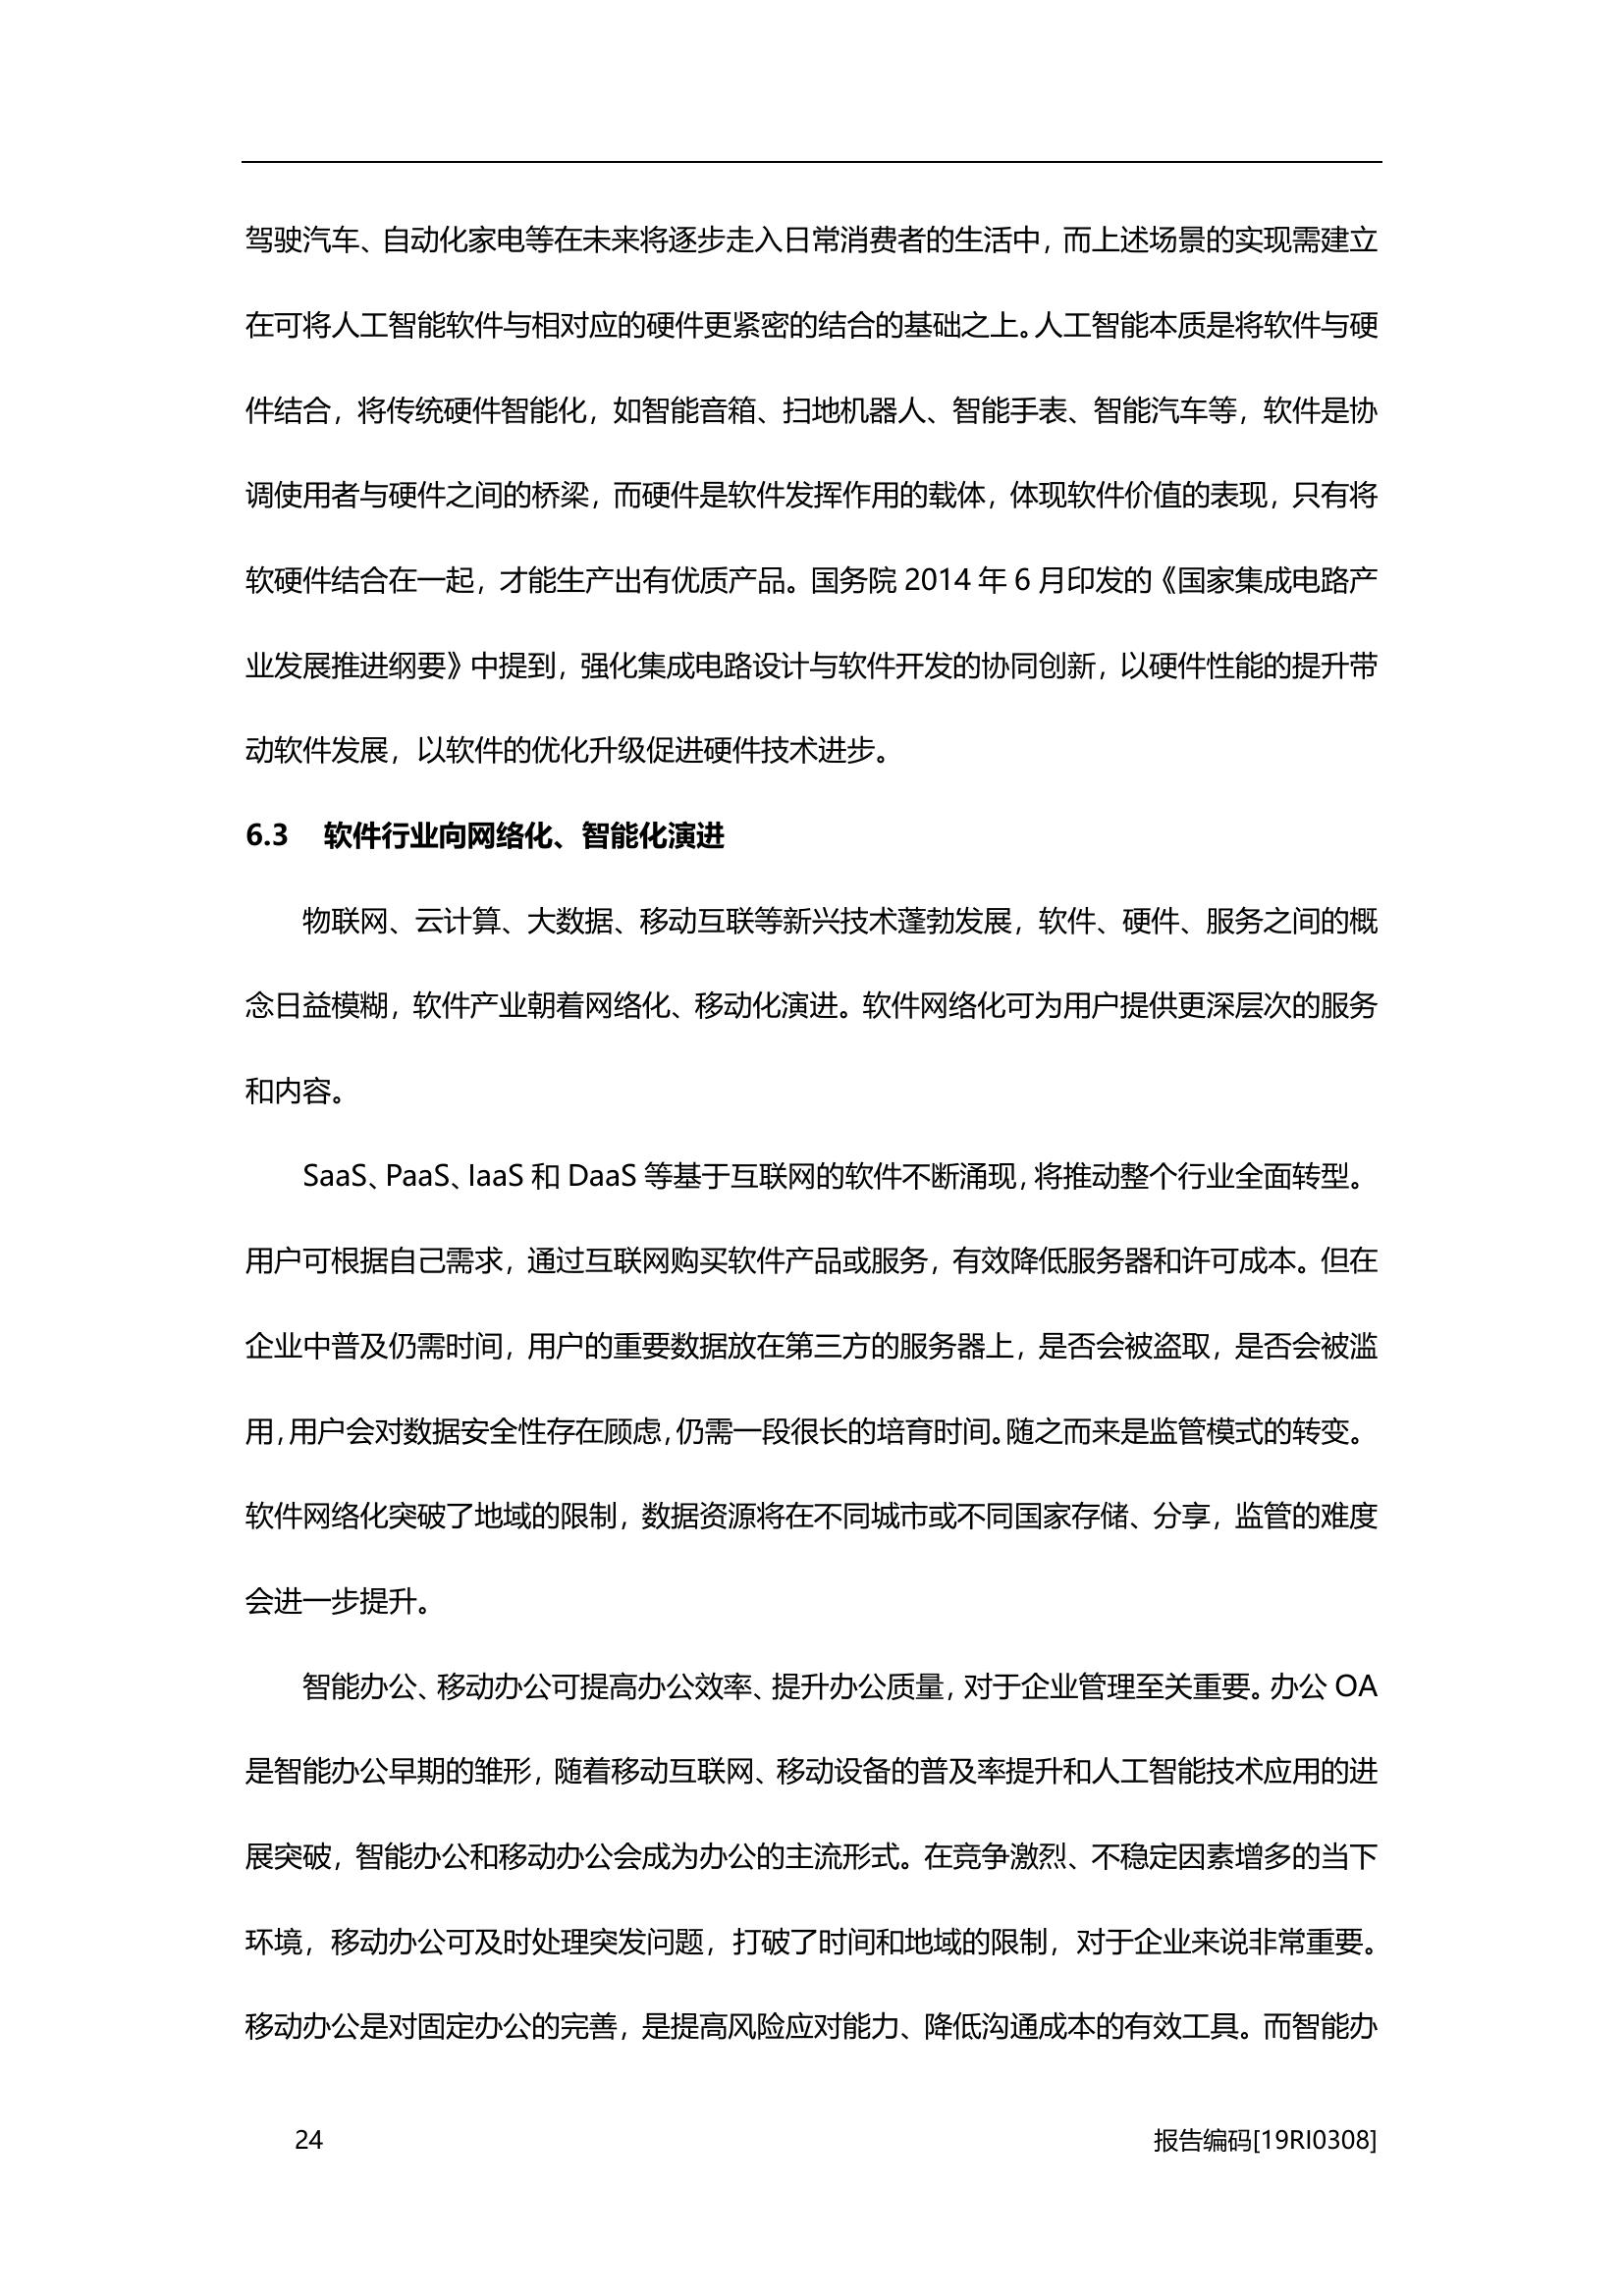 驾驶汽车、自动化家电等在未来将逐步走入日常消费者的生活中，而上述场景的实现需建立
在可将人工智能软件与相对应的硬件更紧密的结合的基础之上。人工智能本质是将软件与硬
件结合，将传统硬件智能化，如智能音箱、扫地机器人、智能手表、智能汽车等，软件是协
调使用者与硬件之间的桥梁，而硬件是软件发挥作用的载体，体现软件价值的表现，只有将
软硬件结合在一起，才能生产出有优质产品。国务院 2014 年 6 月印发的《国家集成电路产
业发展推进纲要》中提到，强化集成电路设计与软件开发的协同创新，以硬件性能的提升带
动软件发展，以软件的优化升级促进硬件技术进步。
6.3 软件行业向网络化、智能化演进
物联网、云计算、大数据、移动互联等新兴技术蓬勃发展，软件、硬件、服务之间的概
念日益模糊，软件产业朝着网络化、移动化演进。软件网络化可为用户提供更深层次的服务
和内容。
SaaS、PaaS、IaaS 和 DaaS 等基于互联网的软件不断涌现，将推动整个行业全面转型。
用户可根据自己需求，通过互联网购买软件产品或服务，有效降低服务器和许可成本。但在
企业中普及仍需时间，用户的重要数据放在第三方的服务器上，是否会被盗取，是否会被滥
用，用户会对数据安全性存在顾虑，仍需一段很长的培育时间。随之而来是监管模式的转变。
软件网络化突破了地域的限制，数据资源将在不同城市或不同国家存储、分享，监管的难度
会进一步提升。
智能办公、移动办公可提高办公效率、提升办公质量，对于企业管理至关重要。办公 OA
是智能办公早期的雏形，随着移动互联网、移动设备的普及率提升和人工智能技术应用的进
展突破，智能办公和移动办公会成为办公的主流形式。在竞争激烈、不稳定因素增多的当下
环境，移动办公可及时处理突发问题，打破了时间和地域的限制，对于企业来说非常重要。
移动办公是对固定办公的完善，是提高风险应对能力、降低沟通成本的有效工具。而智能办
24 报告编码[19RI0308]